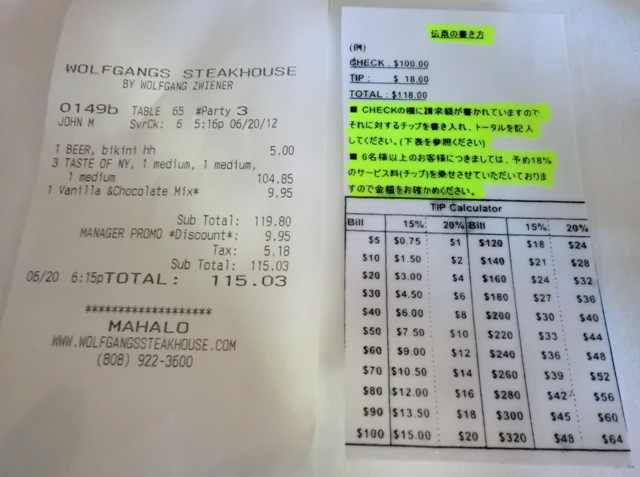 WOLFGANGS STEAKHOUSE
BY WOLFGANG ZWIENER
0149b TABLE 65 #Party 3
JOHN M SvrCk: 6 5:16p 06/20/12
1 BEER, bikini hh 5.00
3 TASTE OF NY, 1 medium, 1 medium,
1 medium 104.85
1 Vanilla &Chocolate Mix* 9.95
Sub Total: 119.80
MANAGER PROMO *Discount*: 9.95
Tax: 5.18
Sub Total: 115.03
06/20 6:15p TOTAL: 115.03
*******************
MAHALO
WWW.WOLFGANGSSTEAKHOUSE.COM
(808) 922-3600
伝票の書き方
(例)
CHECK : $100.00
TIP : $ 18.00
TOTAL : $118.00
■ CHECKの欄に請求額が書かれていますので
それに対するチップを書き入れ、トータルを記入
してください。(下表を参照ください)
■ 6名様以上のお客様につきましては、予め18%
のサービス料(チップ)を乗せさせていただいておりま
すので金額をお確かめください。
TIP Calculator
Bill 15% 20% Bill 15% 20%
$5 $0.75 $1 $120 $18 $24
$10 $1.50 $2 $140 $21 $28
$20 $3.00 $4 $160 $24 $32
$30 $4.50 $6 $180 $27 $36
$40 $6.00 $8 $200 $30 $40
$50 $7.50 $10 $220 $33 $44
$60 $9.00 $12 $240 $36 $48
$70 $10.50 $14 $260 $39 $52
$80 $12.00 $16 $280 $42 $56
$90 $13.50 $18 $300 $45 $60
$100 $15.00 $20 $320 $48 $64